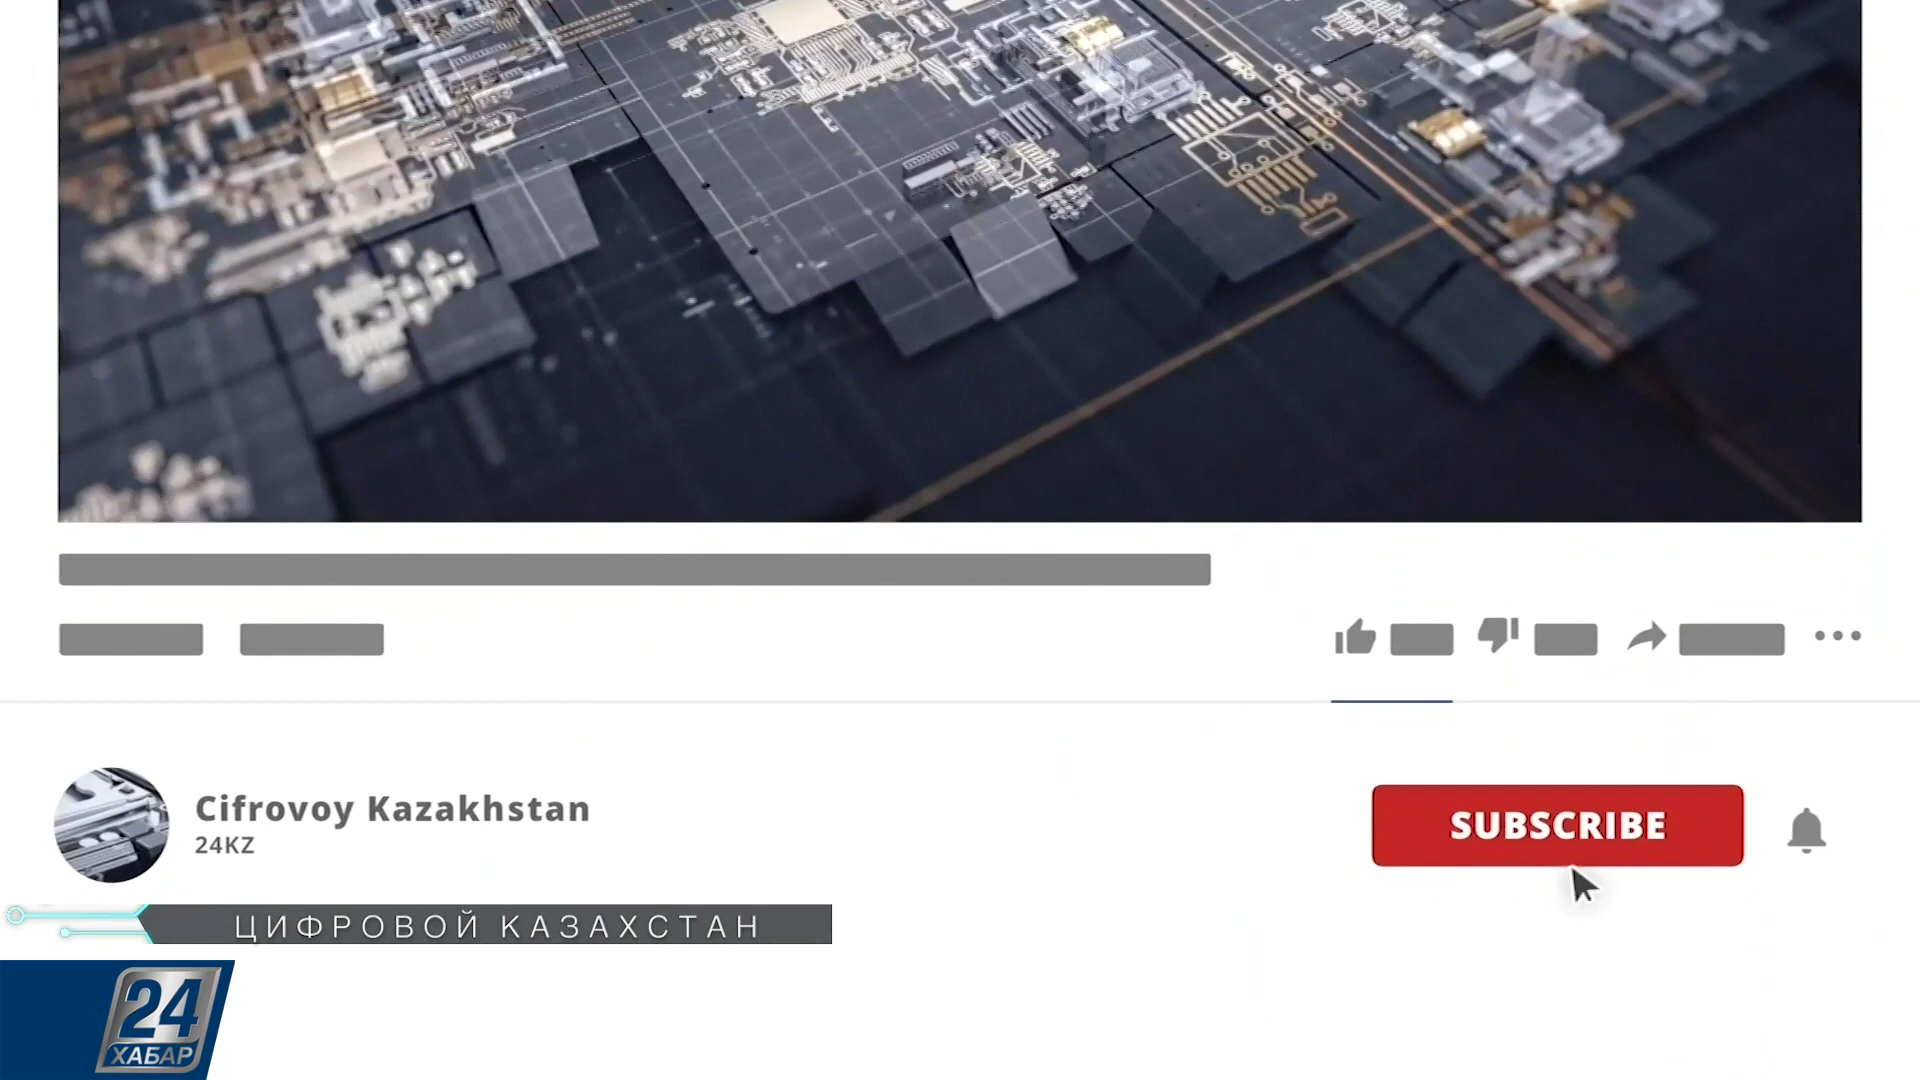 Cifrovoy Kazakhstan
24KZ
SUBSCRIBE
ЦИФРОВОЙ КАЗАХСТАН
24
ХАБАР